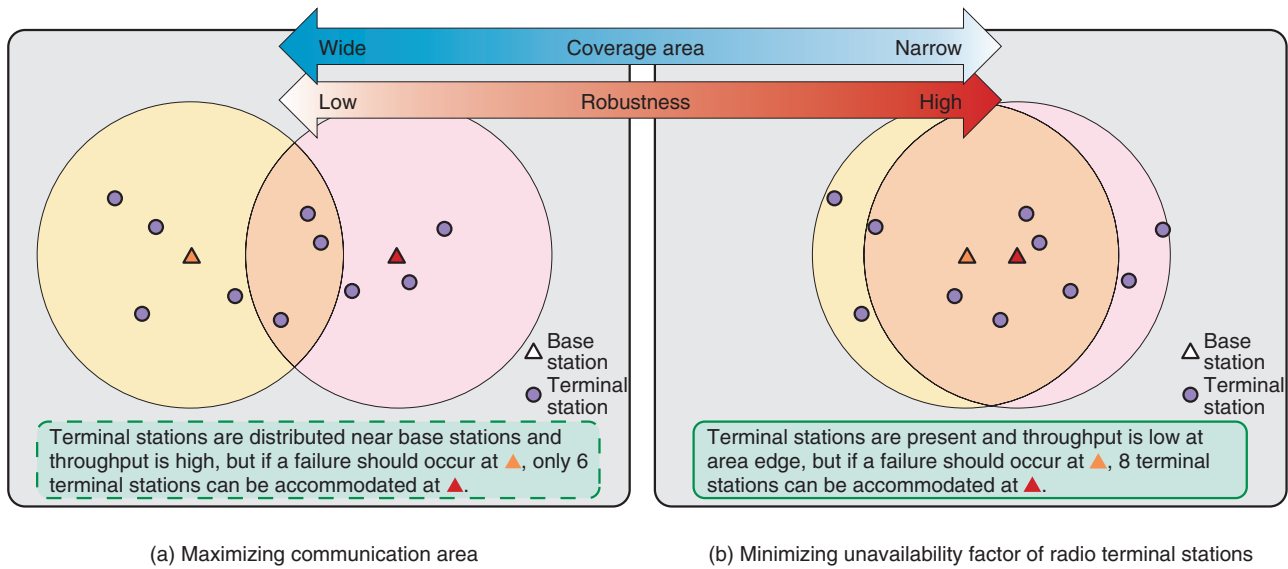 Wide Coverage area Narrow
Low Robustness High
Base
station
Terminal
station
Terminal stations are distributed near base stations and
throughput is high, but if a failure should occur at , only 6
terminal stations can be accommodated at .
(a) Maximizing communication area
Base
station
Terminal
station
Terminal stations are present and throughput is low at
area edge, but if a failure should occur at , 8 terminal
stations can be accommodated at .
(b) Minimizing unavailability factor of radio terminal stations